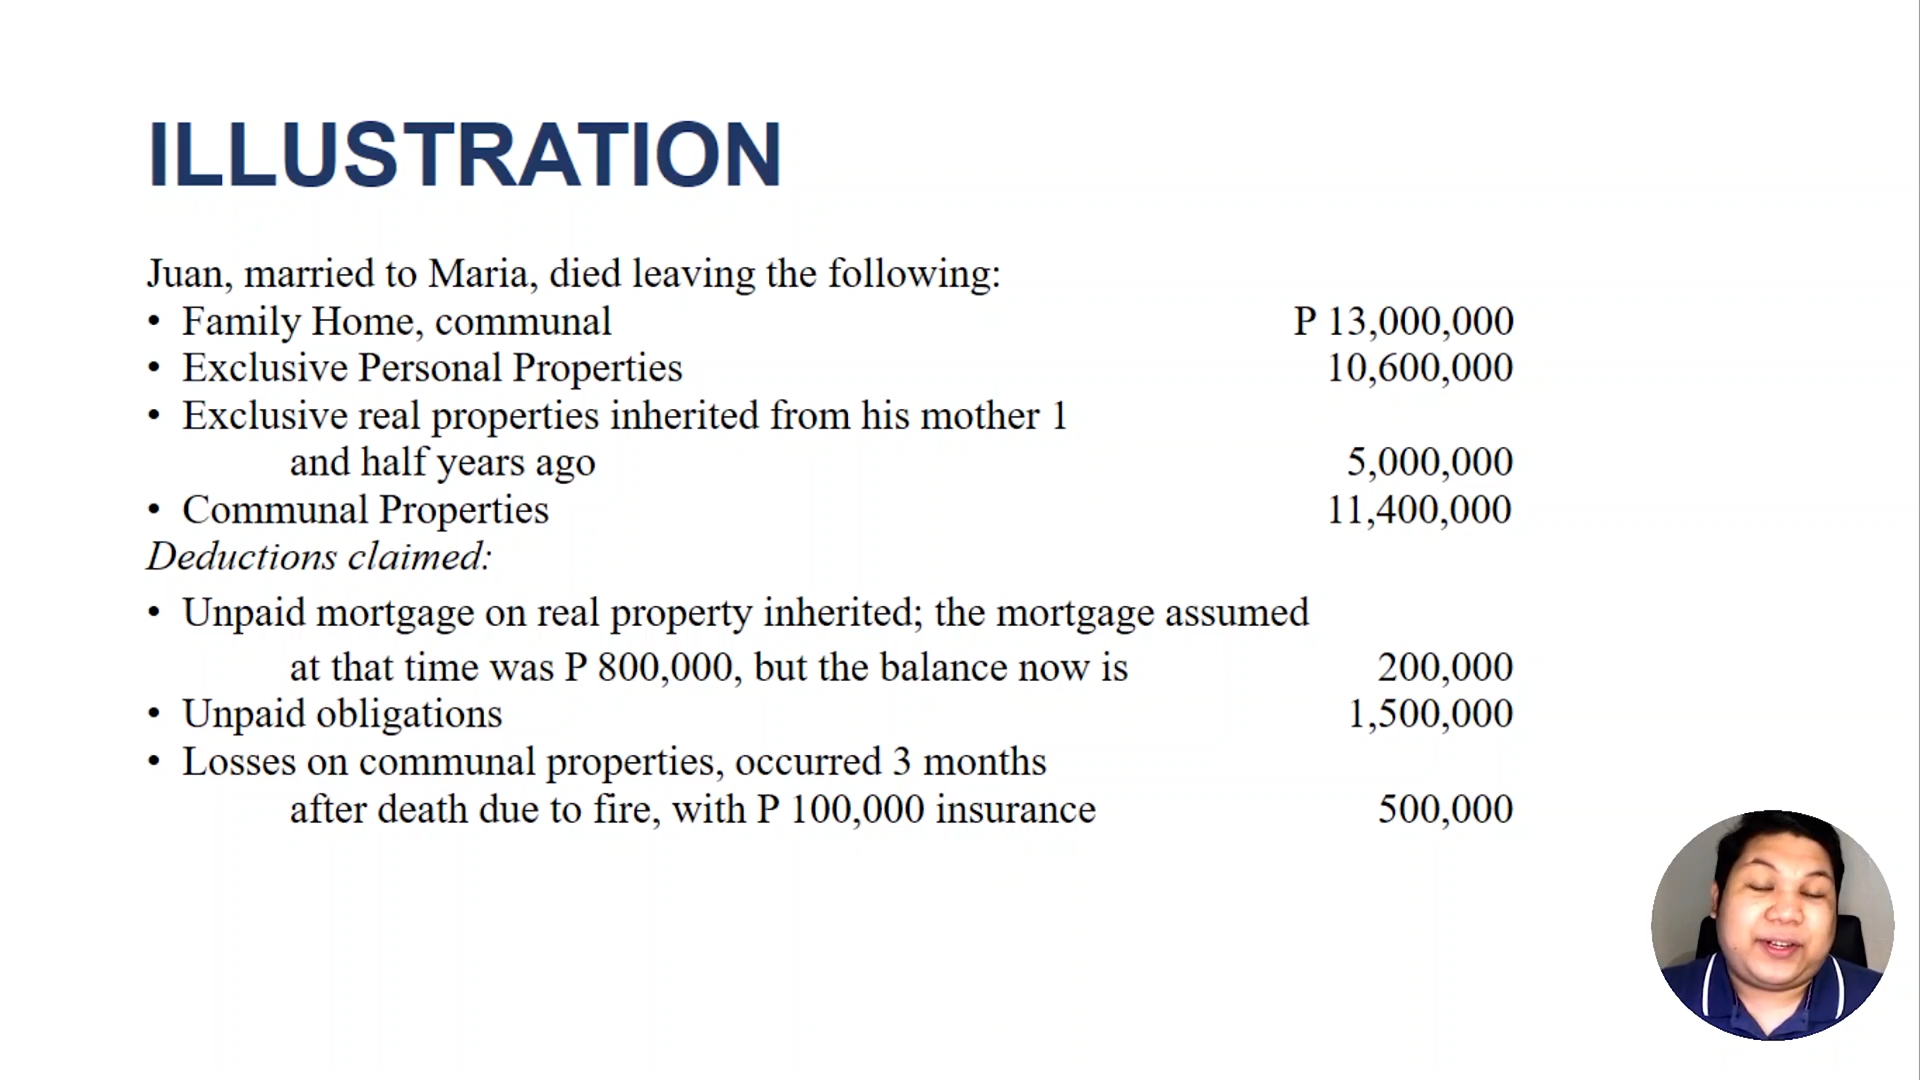 ILLUSTRATION
Juan, married to Maria, died leaving the following:
• Family Home, communal P 13,000,000
• Exclusive Personal Properties 10,600,000
• Exclusive real properties inherited from his mother 1
and half years ago 5,000,000
• Communal Properties 11,400,000
Deductions claimed:
• Unpaid mortgage on real property inherited; the mortgage assumed
at that time was P 800,000, but the balance now is 200,000
• Unpaid obligations 1,500,000
• Losses on communal properties, occurred 3 months
after death due to fire, with P 100,000 insurance 500,000